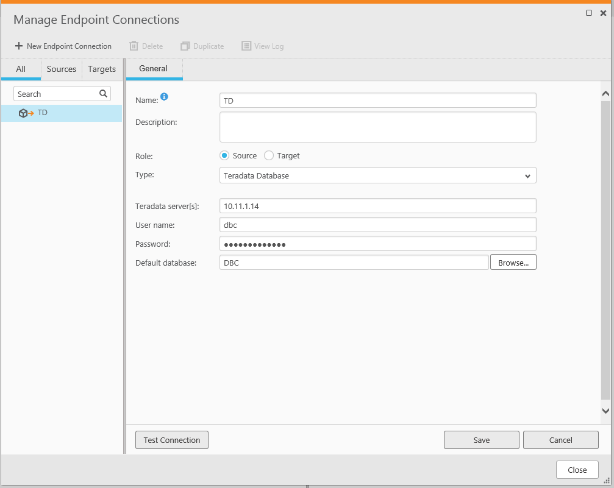 Manage Endpoint Connections
New Endpoint Connection Delete Duplicate View Log
All Sources Targets General
Search
TD
Name: TD
Description:
Role: Source Target
Type: Teradata Database
Teradata server[s]: 10.11.1.14
User name: dbc
Password: ●●●●●●●●●●●●●
Default database: DBC Browse...
Test Connection Save Cancel
Close